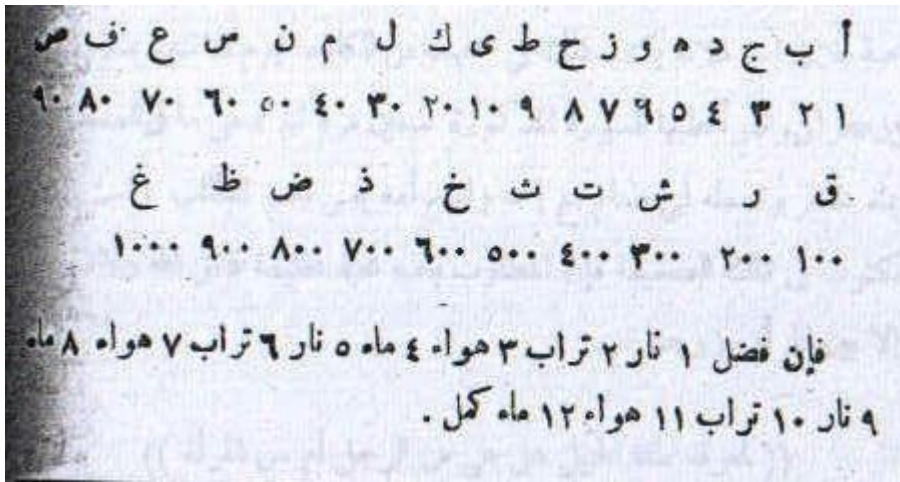 أ ب ج د ه و ز ح ط ى ك ل م ن س ع ف ص
١ ٢ ٣ ٤ ٥ ٦ ٧ ٨ ٩ ١٠ ٢٠ ٣٠ ٤٠ ٥٠ ٦٠ ٧٠ ٨٠ ٩٠
ق ر ش ت ث خ ذ ض ظ غ
١٠٠ ٢٠٠ ٣٠٠ ٤٠٠ ٥٠٠ ٦٠٠ ٧٠٠ ٨٠٠ ٩٠٠ ١٠٠٠
فإن فضل ١ نار ٢ تراب ٣ هواء ٤ ماء ٥ نار ٦ تراب ٧ هواء ٨ ماء
٩ نار ١٠ تراب ١١ هواء ١٢ ماء كمل .